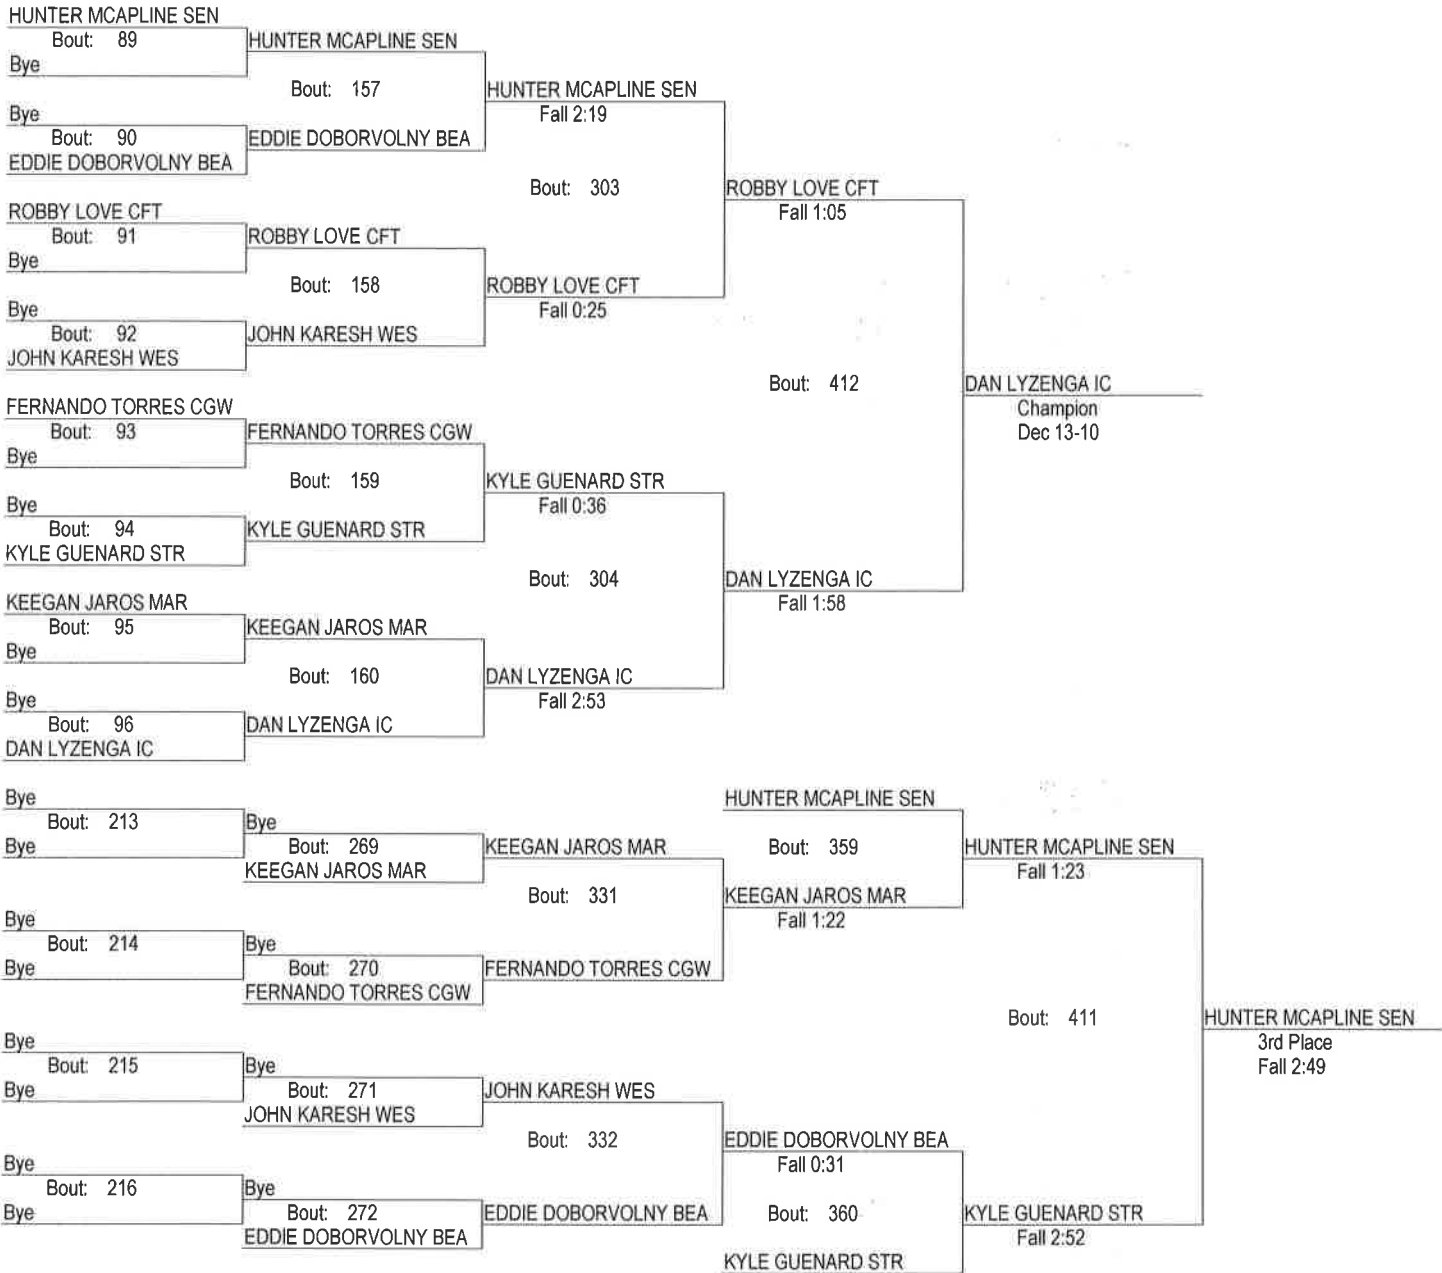 HUNTER MCAPLINE SEN
Bout: 89
Bye
Bye
Bout: 90
EDDIE DOBORVOLNY BEA
ROBBY LOVE CFT
Bout: 91
Bye
Bye
Bout: 92
JOHN KARESH WES
FERNANDO TORRES CGW
Bout: 93
Bye
Bye
Bout: 94
KYLE GUENARD STR
KEEGAN JAROS MAR
Bout: 95
Bye
Bye
Bout: 96
DAN LYZENGA IC
HUNTER MCAPLINE SEN
Bout: 157
EDDIE DOBORVOLNY BEA
ROBBY LOVE CFT
Bout: 158
JOHN KARESH WES
FERNANDO TORRES CGW
Bout: 159
KYLE GUENARD STR
KEEGAN JAROS MAR
Bout: 160
DAN LYZENGA IC
HUNTER MCAPLINE SEN
Fall 2:19
Bout: 303
ROBBY LOVE CFT
Fall 0:25
KYLE GUENARD STR
Fall 0:36
Bout: 304
DAN LYZENGA IC
Fall 2:53
ROBBY LOVE CFT
Fall 1:05
Bout: 412
DAN LYZENGA IC
Fall 1:58
DAN LYZENGA IC
Champion
Dec 13-10
Bye
Bout: 213
Bye
Bye
Bout: 214
Bye
Bye
Bout: 215
Bye
Bye
Bout: 216
Bye
Bye
Bout: 269
KEEGAN JAROS MAR
Bye
Bout: 270
FERNANDO TORRES CGW
Bye
Bout: 271
JOHN KARESH WES
Bye
Bout: 272
EDDIE DOBORVOLNY BEA
KEEGAN JAROS MAR
Bout: 331
FERNANDO TORRES CGW
JOHN KARESH WES
Bout: 332
EDDIE DOBORVOLNY BEA
HUNTER MCAPLINE SEN
Bout: 359
KEEGAN JAROS MAR
Fall 1:22
EDDIE DOBORVOLNY BEA
Fall 0:31
Bout: 360
KYLE GUENARD STR
HUNTER MCAPLINE SEN
Fall 1:23
Bout: 411
KYLE GUENARD STR
Fall 2:52
HUNTER MCAPLINE SEN
3rd Place
Fall 2:49